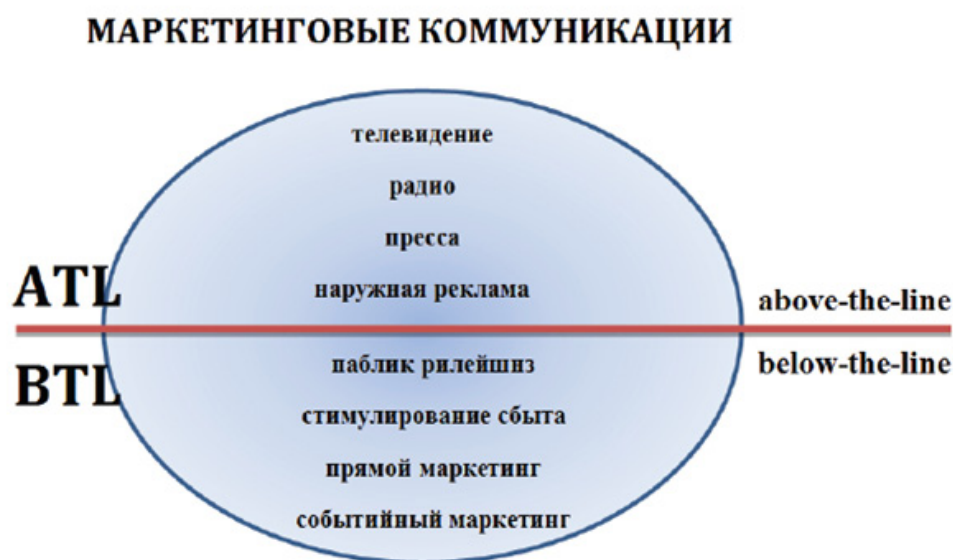 МАРКЕТИНГОВЫЕ КОММУНИКАЦИИ
телевидение
радио
пресса
наружная реклама
ATL
above-the-line
BTL
below-the-line
паблик рилейшнз
стимулирование сбыта
прямой маркетинг
событийный маркетинг